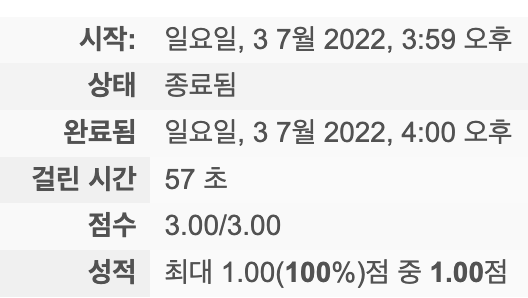 시작: 일요일, 3 7월 2022, 3:59 오후
상태 종료됨
완료됨 일요일, 3 7월 2022, 4:00 오후
걸린 시간 57 초
점수 3.00/3.00
성적 최대 1.00(100%)점 중 1.00점